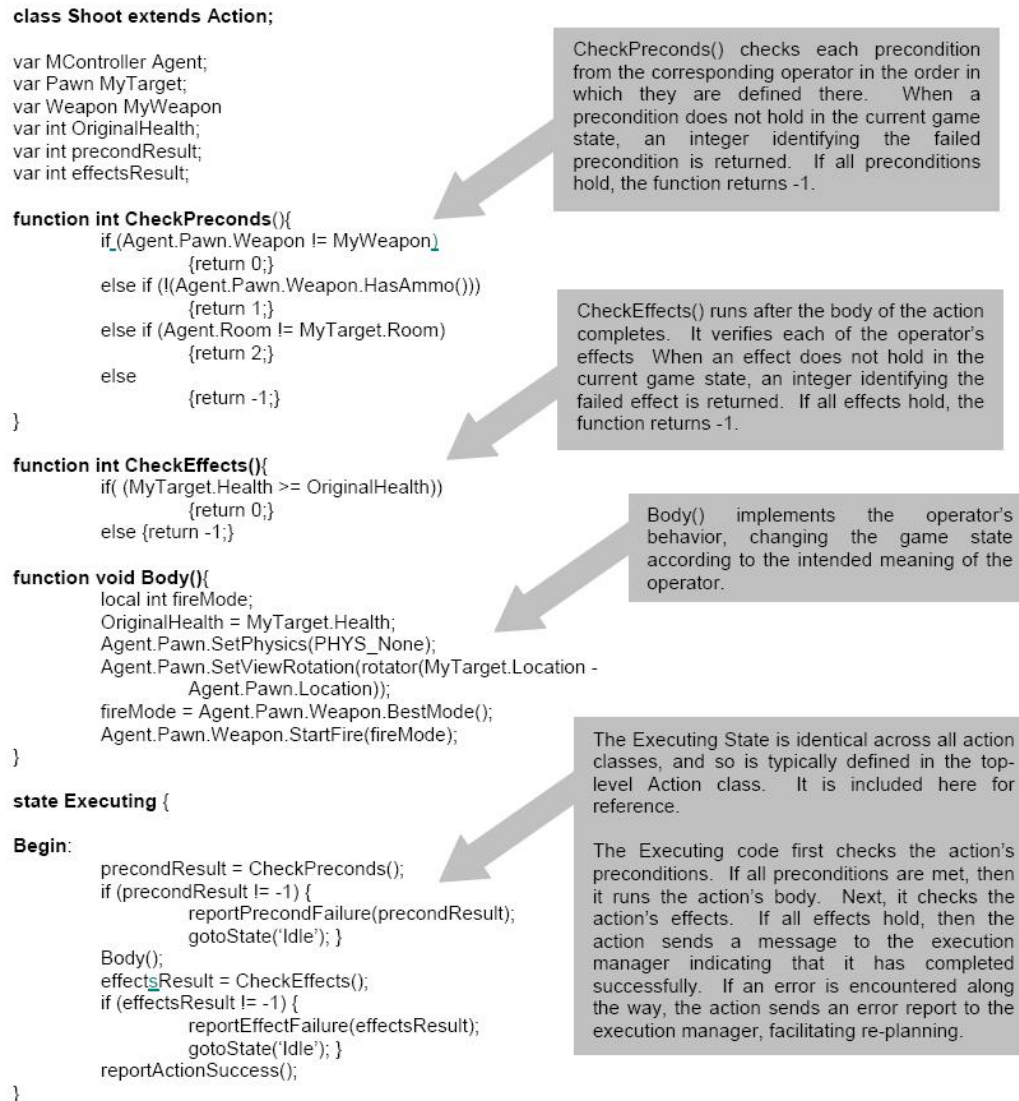 class Shoot extends Action;
var MController Agent;
var Pawn MyTarget;
var Weapon MyWeapon
var int OriginalHealth;
var int precondResult;
var int effectsResult;
function int CheckPreconds(){
if (Agent.Pawn.Weapon != MyWeapon)
{return 0;}
else if (!(Agent.Pawn.Weapon.HasAmmo()))
{return 1;}
else if (Agent.Room != MyTarget.Room)
{return 2;}
else
{return -1;}
}
function int CheckEffects(){
if( (MyTarget.Health >= OriginalHealth))
{return 0;}
else {return -1;}
function void Body(){
local int fireMode;
OriginalHealth = MyTarget.Health;
Agent.Pawn.SetPhysics(PHYS_None);
Agent.Pawn.SetViewRotation(rotator(MyTarget.Location -
Agent.Pawn.Location));
fireMode = Agent.Pawn.Weapon.BestMode();
Agent.Pawn.Weapon.StartFire(fireMode);
}
state Executing {
Begin:
precondResult = CheckPreconds();
if (precondResult != -1) {
reportPrecondFailure(precondResult);
gotoState('Idle'); }
Body();
effectsResult = CheckEffects();
if (effectsResult != -1) {
reportEffectFailure(effectsResult);
gotoState('Idle'); }
reportActionSuccess();
}
CheckPreconds() checks each precondition
from the corresponding operator in the order in
which they are defined there. When a
precondition does not hold in the current game
state, an integer identifying the failed
precondition is returned. If all preconditions
hold, the function returns -1.
CheckEffects() runs after the body of the action
completes. It verifies each of the operator's
effects When an effect does not hold in the
current game state, an integer identifying the
failed effect is returned. If all effects hold, the
function returns -1.
Body() implements the operator's
behavior, changing the game state
according to the intended meaning of the
operator.
The Executing State is identical across all action
classes, and so is typically defined in the top-
level Action class. It is included here for
reference.
The Executing code first checks the action's
preconditions. If all preconditions are met, then
it runs the action's body. Next, it checks the
action's effects. If all effects hold, then the
action sends a message to the execution
manager indicating that it has completed
successfully. If an error is encountered along
the way, the action sends an error report to the
execution manager, facilitating re-planning.